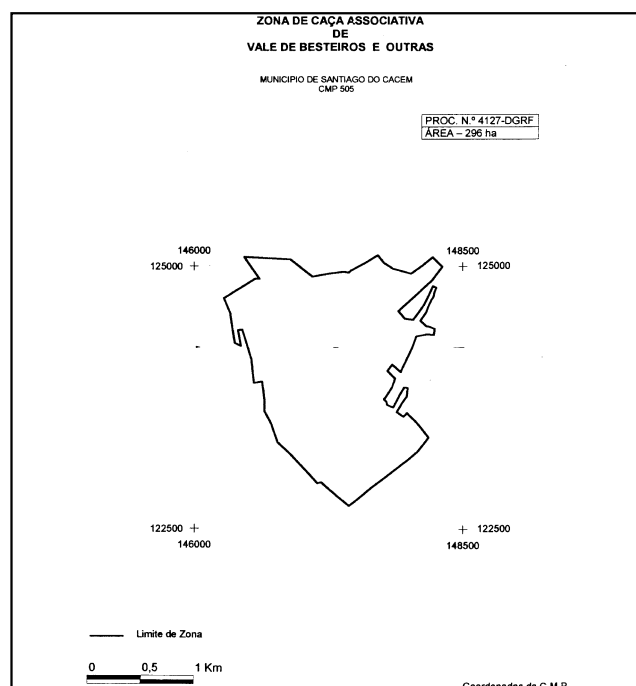 ZONA DE CAÇA ASSOCIATIVA
DE
VALE DE BESTEIROS E OUTRAS
MUNICIPIO DE SANTIAGO DO CACEM
CMP 505
PROC. N.º 4127-DGRF
ÁREA – 296 ha
146000
148500
125000
125000
122500
122500
146000
148500
Limite de Zona
0 0,5 1 Km
Coordenadas da C.M.P.